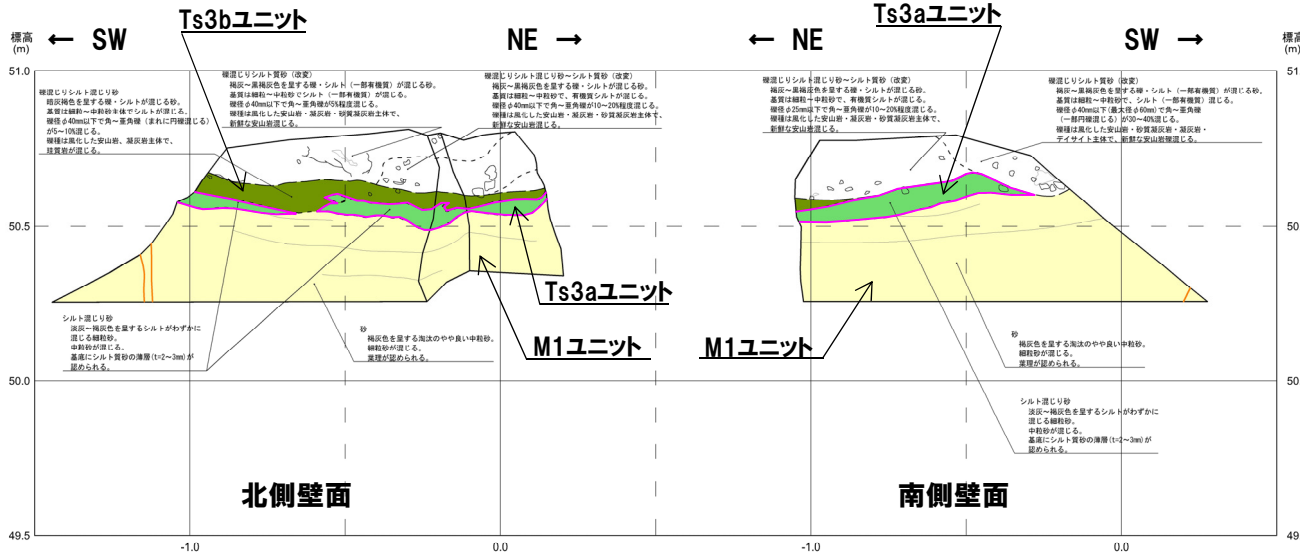 Ts3bユニット
Ts3aユニット
標高
(m)
← SW
NE →
← NE
SW →
標高
(m)
51.0
51
礫混じりシルト混じり砂
暗灰褐色を呈する礫・シルトが混じる砂。
基質は細粒～中粒砂主体でシルトが混じる。
礫径φ40mm以下で角～亜角礫（まれに円礫混じる）
が5～10%混じる。
礫種は風化した安山岩、凝灰岩主体で、
珪質岩が混じる。
礫混じりシルト質砂（改変）
褐灰～黒褐灰色を呈する礫・シルト（一部有機質）が混じる砂。
基質は細粒～中粒砂でシルト（一部有機質）が混じる。
礫径φ40mm以下で角～亜角礫が5%程度混じる。
礫種は風化した安山岩・凝灰岩・砂質凝灰岩主体で、
新鮮な安山岩混じる。
礫混じりシルト混じり砂～シルト質砂（改変）
褐灰～黒褐灰色を呈する礫・シルト（一部有機質）が混じる砂。
基質は細粒～中粒砂で、有機質シルトが混じる。
礫径φ40mm以下で角～亜角礫が10～20%程度混じる。
礫種は風化した安山岩・凝灰岩・砂質凝灰岩主体で、
新鮮な安山岩混じる。
礫混じりシルト混じり砂～シルト質砂（改変）
褐灰～黒褐灰色を呈する礫・シルト（一部有機質）が混じる砂。
基質は細粒～中粒砂で、有機質シルトが混じる。
礫径φ25mm以下で角～亜角礫が10～20%程度混じる。
礫種は風化した安山岩・凝灰岩・砂質凝灰岩主体で、
新鮮な安山岩混じる。
礫混じりシルト質砂（改変）
褐灰～黒褐灰色を呈する礫・シルト（一部有機質）が混じる砂。
基質は細粒～中粒砂で、シルト（一部有機質）混じる。
礫径φ40mm以下（最大径φ60mm）で角～亜角礫
（一部円礫混じる）が30～40%混じる。
礫種は風化した安山岩・砂質凝灰岩・凝灰岩・
デイサイト主体で、新鮮な安山岩礫混じる。
50.5
50
Ts3aユニット
M1ユニット
M1ユニット
シルト混じり砂
淡灰～褐灰色を呈するシルトがわずかに
混じる細粒砂。
中粒砂が混じる。
基底にシルト質砂の薄層(t=2～3mm)が
認められる。
砂
褐灰色を呈する淘汰のやや良い中粒砂。
細粒砂が混じる。
葉理が認められる。
砂
褐灰色を呈する淘汰のやや良い中粒砂。
細粒砂が混じる。
葉理が認められる。
50.0
50
シルト混じり砂
淡灰～褐灰色を呈するシルトがわずかに
混じる細粒砂。
中粒砂が混じる。
基底にシルト質砂の薄層(t=2～3mm)が
認められる。
北側壁面
南側壁面
49.5
49
-1.0
0.0
-1.0
0.0